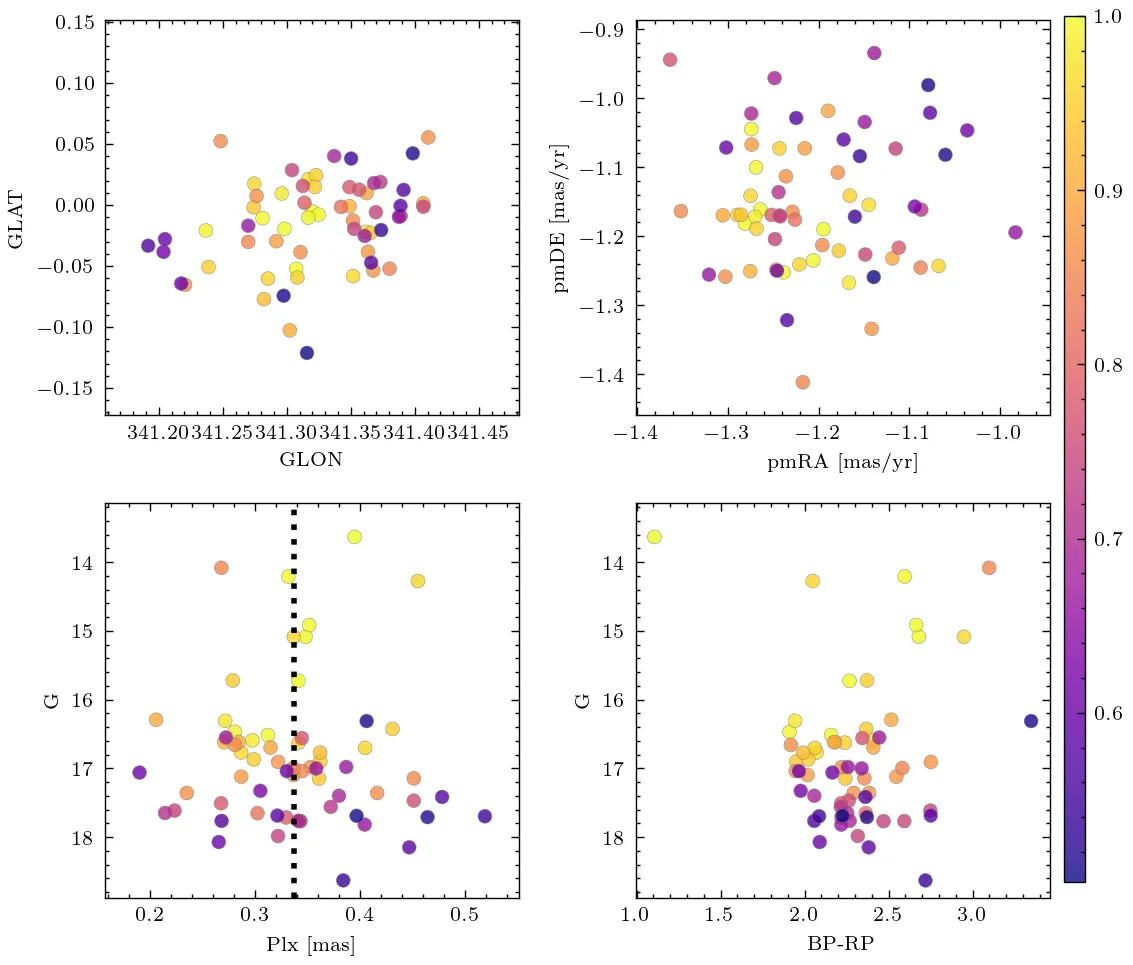 0.15
0.10
0.05
0.00
−0.05
−0.10
−0.15
GLAT
341.20 341.25 341.30 341.35 341.40 341.45
GLON
−0.9
−1.0
−1.1
−1.2
−1.3
−1.4
pmDE [mas/yr]
−1.4 −1.3 −1.2 −1.1 −1.0
pmRA [mas/yr]
1.0
0.9
0.8
0.7
0.6
14
15
16
17
18
G
0.2 0.3 0.4 0.5
Plx [mas]
14
15
16
17
18
G
1.0 1.5 2.0 2.5 3.0
BP-RP